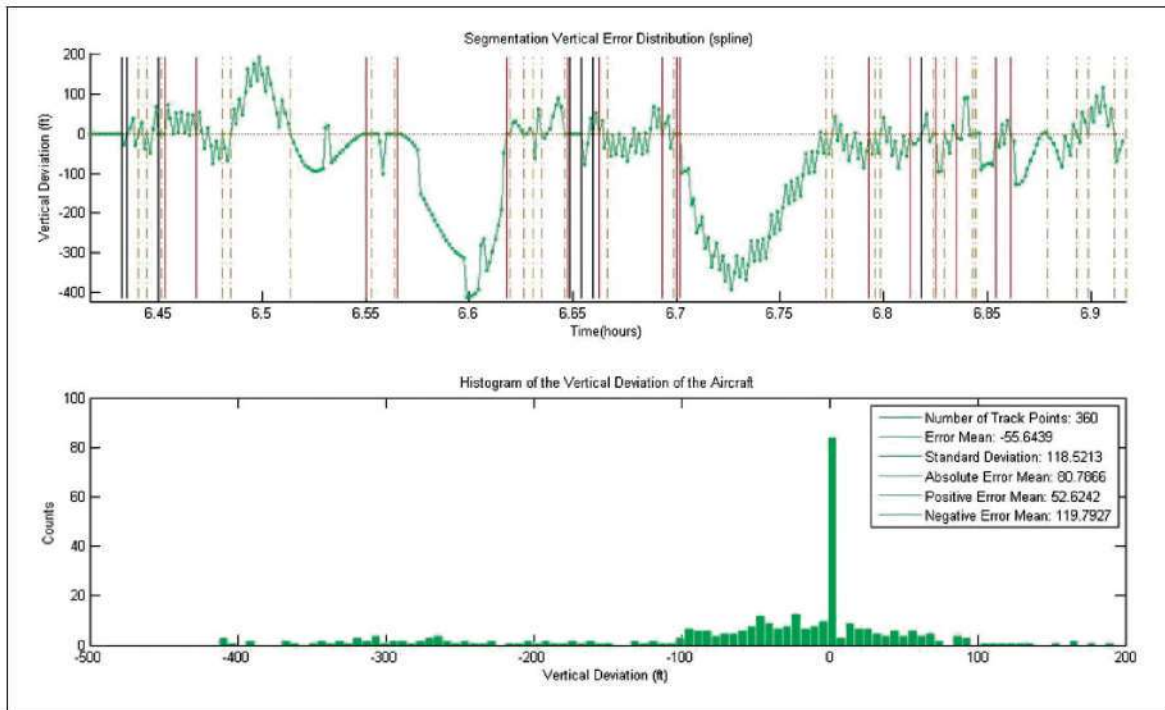 Segmentation Vertical Error Distribution (spline)
200
100
0
-100
-200
-300
-400
Vertical Deviation (ft)
6.45 6.5 6.55 6.6 6.65 6.7 6.75 6.8 6.85 6.9
Time(hours)
Histogram of the Vertical Deviation of the Aircraft
100
80
60
40
20
0
Counts
Number of Track Points: 360
Error Mean: -55.6439
Standard Deviation: 118.5213
Absolute Error Mean: 80.7866
Positive Error Mean: 52.6242
Negative Error Mean: 119.7927
-500 -400 -300 -200 -100 0 100 200
Vertical Deviation (ft)